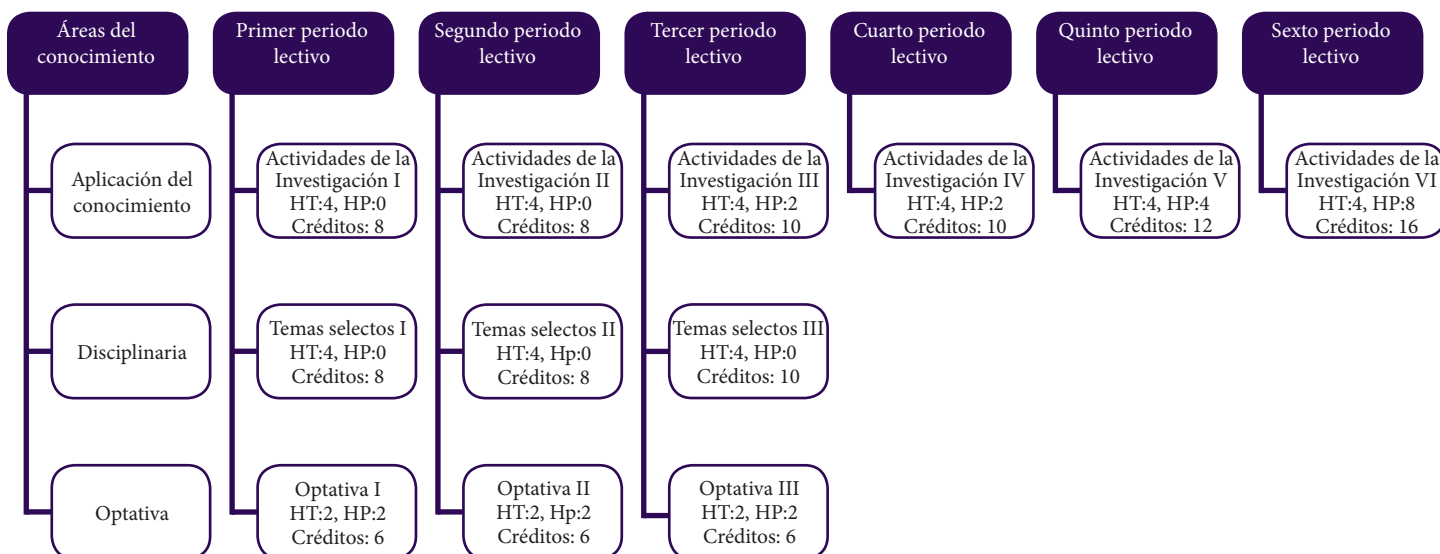 Áreas del
conocimiento
Primer periodo
lectivo
Segundo periodo
lectivo
Tercer periodo
lectivo
Cuarto periodo
lectivo
Quinto periodo
lectivo
Sexto periodo
lectivo
Aplicación del
conocimiento
Actividades de la
Investigación I
HT:4, HP:0
Créditos: 8
Actividades de la
Investigación II
HT:4, HP:0
Créditos: 8
Actividades de la
Investigación III
HT:4, HP:2
Créditos: 10
Actividades de la
Investigación IV
HT:4, HP:2
Créditos: 10
Actividades de la
Investigación V
HT:4, HP:4
Créditos: 12
Actividades de la
Investigación VI
HT:4, HP:8
Créditos: 16
Disciplinaria
Temas selectos I
HT:4, HP:0
Créditos: 8
Temas selectos II
HT:4, Hp:0
Créditos: 8
Temas selectos III
HT:4, HP:0
Créditos: 10
Optativa
Optativa I
HT:2, HP:2
Créditos: 6
Optativa II
HT:2, Hp:2
Créditos: 6
Optativa III
HT:2, HP:2
Créditos: 6